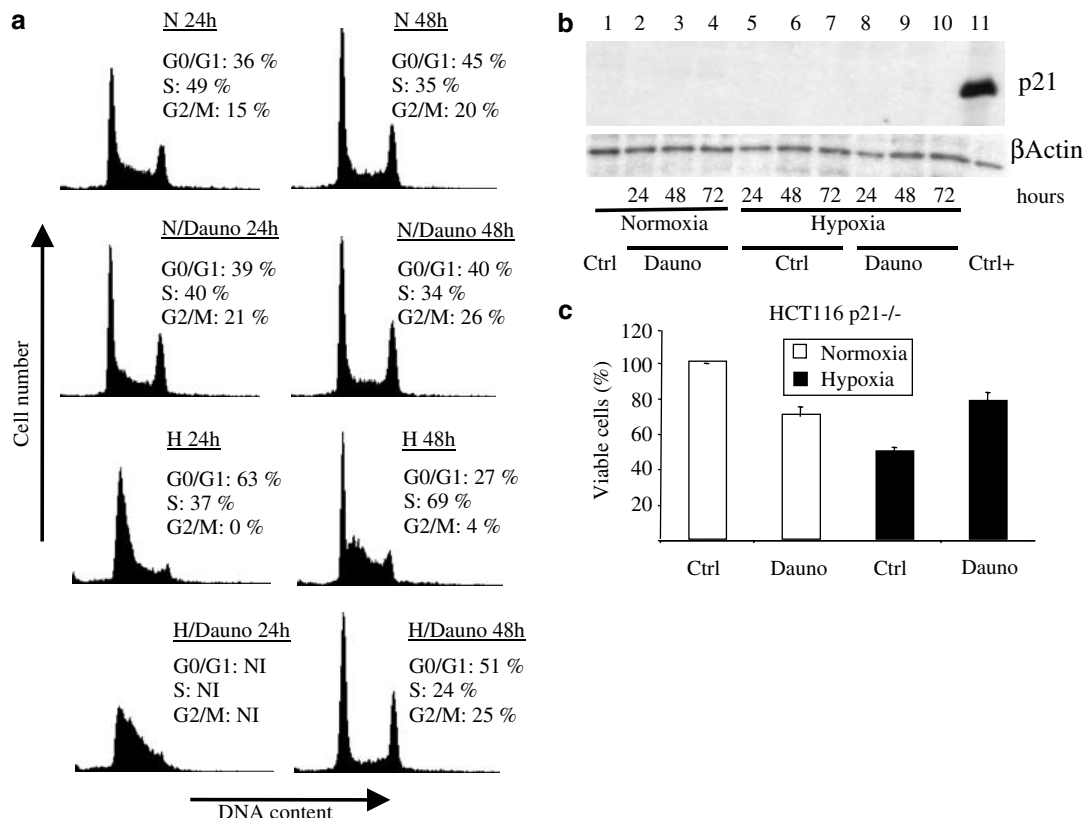 a
N 24h
G0/G1: 36 %
S: 49 %
G2/M: 15 %
N 48h
G0/G1: 45 %
S: 35 %
G2/M: 20 %
N/Dauno 24h
G0/G1: 39 %
S: 40 %
G2/M: 21 %
N/Dauno 48h
G0/G1: 40 %
S: 34 %
G2/M: 26 %
H 24h
G0/G1: 63 %
S: 37 %
G2/M: 0 %
H 48h
G0/G1: 27 %
S: 69 %
G2/M: 4 %
H/Dauno 24h
G0/G1: NI
S: NI
G2/M: NI
H/Dauno 48h
G0/G1: 51 %
S: 24 %
G2/M: 25 %
Cell number
DNA content
b
1 2 3 4 5 6 7 8 9 10 11
p21
βActin
24 48 72 24 48 72 24 48 72 hours
Normoxia Hypoxia
Ctrl Dauno Ctrl Dauno Ctrl+
c
HCT116 p21-/-
Normoxia
Hypoxia
Viable cells (%)
120
100
80
60
40
20
Ctrl Dauno Ctrl Dauno